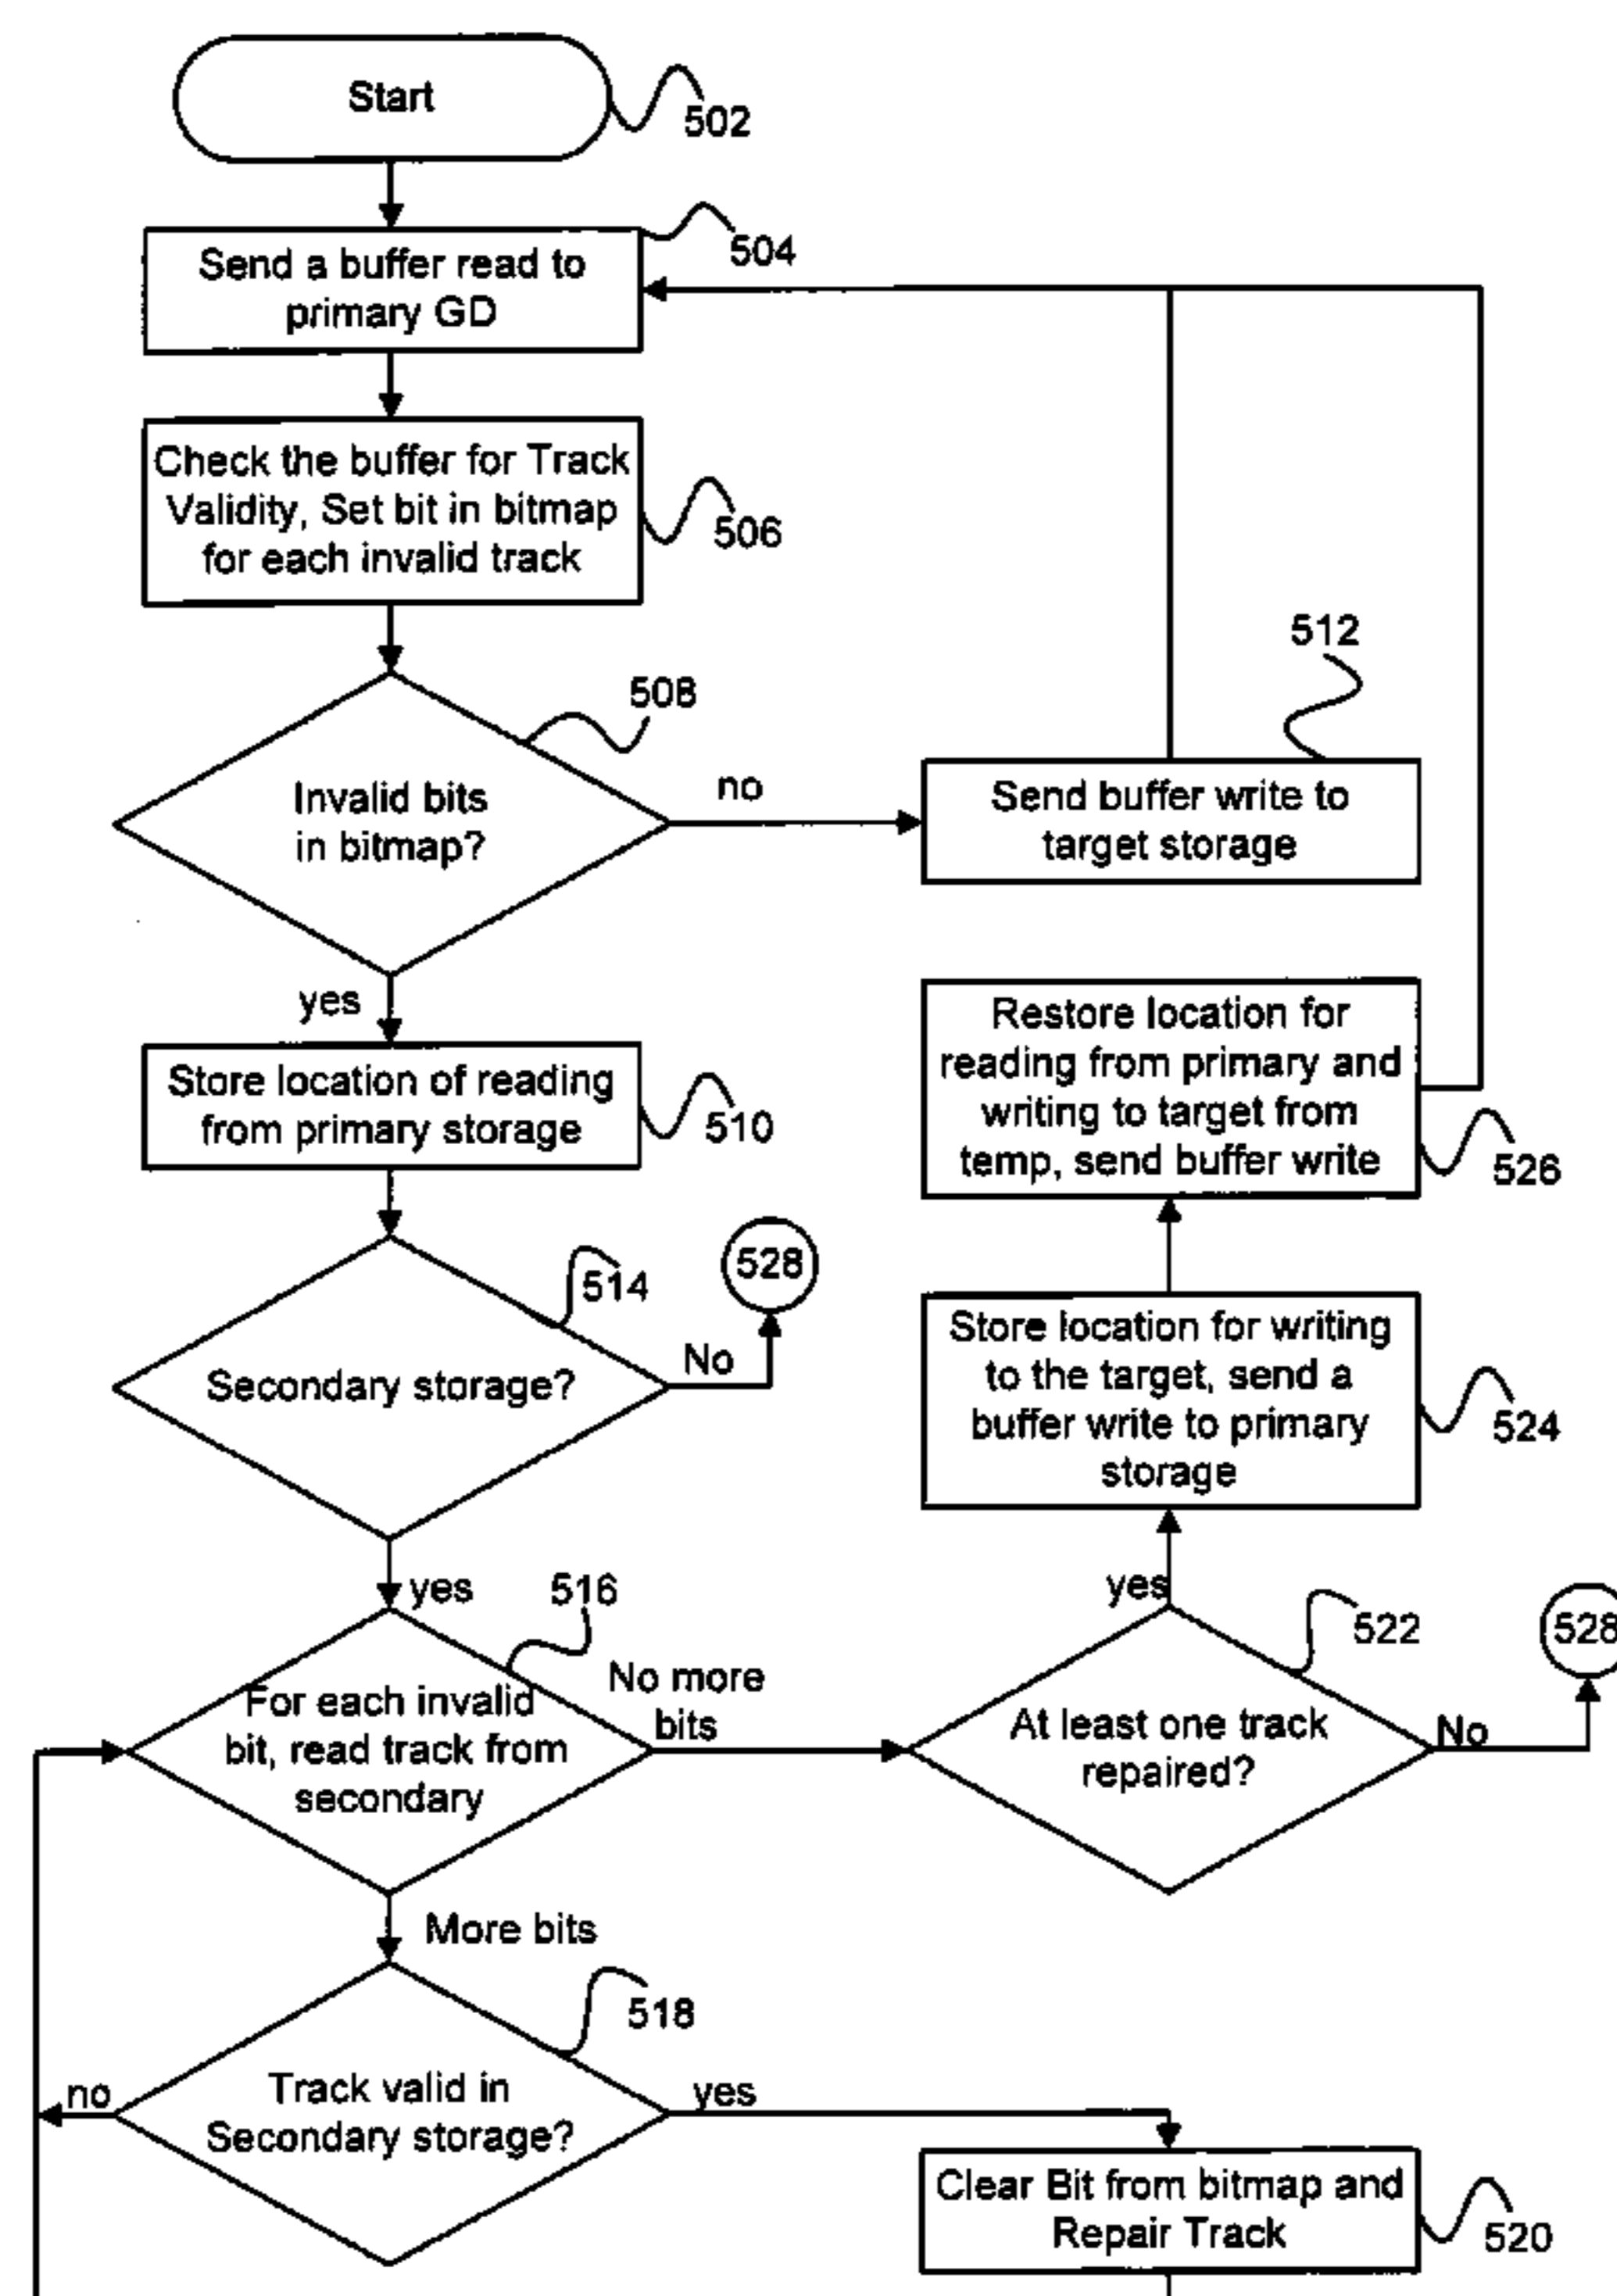 Start
502
Send a buffer read to
primary GD
504
Check the buffer for Track
Validity, Set bit in bitmap
for each invalid track
506
Invalid bits
in bitmap?
508
no
512
Send buffer write to
target storage
yes
Store location of reading
from primary storage
510
Restore location for
reading from primary and
writing to target from
temp, send buffer write
526
Secondary storage?
514
No
528
Store location for writing
to the target, send a
buffer write to primary
storage
524
yes
516
For each invalid
bit, read track from
secondary
No more
bits
yes
At least one track
repaired?
522
No
528
More bits
518
Track valid in
Secondary storage?
no
yes
Clear Bit from bitmap and
Repair Track
520